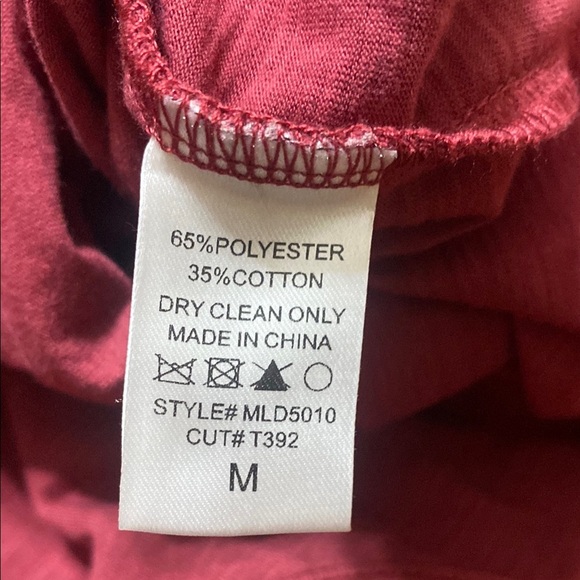 65%POLYESTER
35%COTTON
DRY CLEAN ONLY
MADE IN CHINA
STYLE# MLD5010
CUT# T392
M